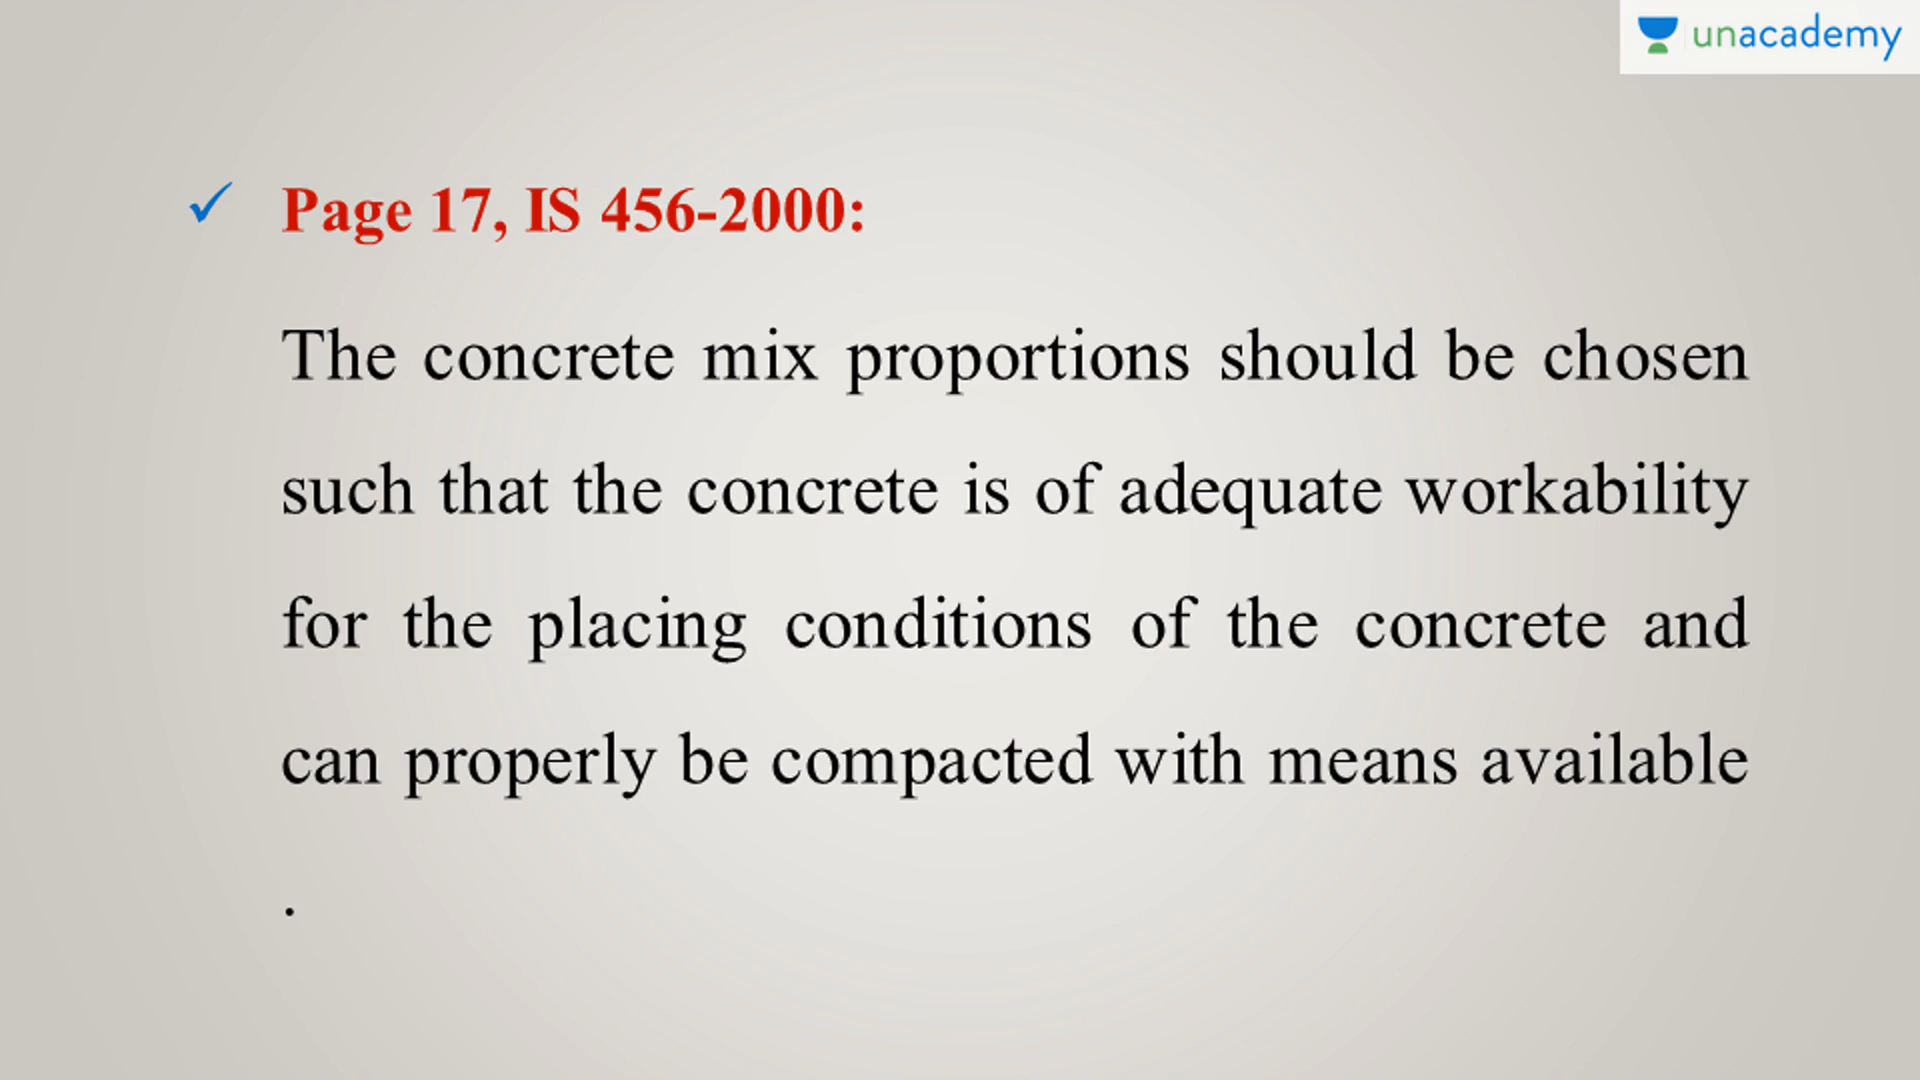 unacademy
✓ Page 17, IS 456-2000:
The concrete mix proportions should be chosen
such that the concrete is of adequate workability
for the placing conditions of the concrete and
can properly be compacted with means available
.